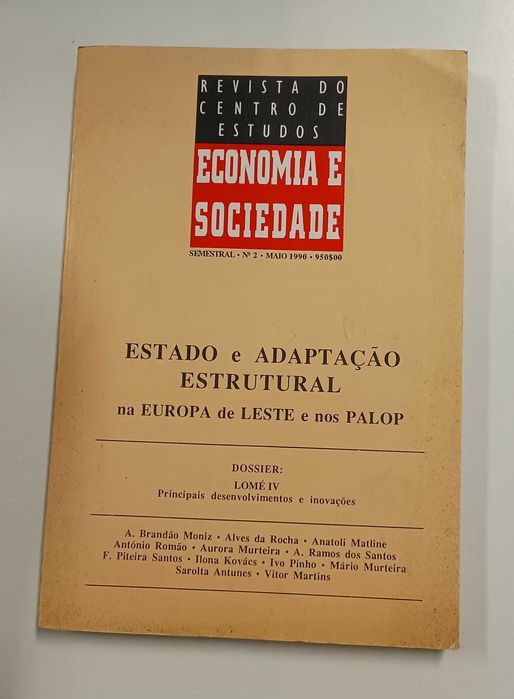 REVISTA DO
CENTRO DE
ESTUDOS
ECONOMIA E
SOCIEDADE
SEMESTRAL • Nº 2 • MAIO 1990 • 950$00
ESTADO e ADAPTAÇÃO
ESTRUTURAL
na EUROPA de LESTE e nos PALOP
DOSSIER:
LOMÉ IV
Principais desenvolvimentos e inovações
A. Brandão Moniz • Alves da Rocha • Anatoli Matline
António Romão • Aurora Murteira • A. Ramos dos Santos
F. Piteira Santos • Ilona Kovács • Ivo Pinho • Mário Murteira
Sarolta Antunes • Vitor Martins